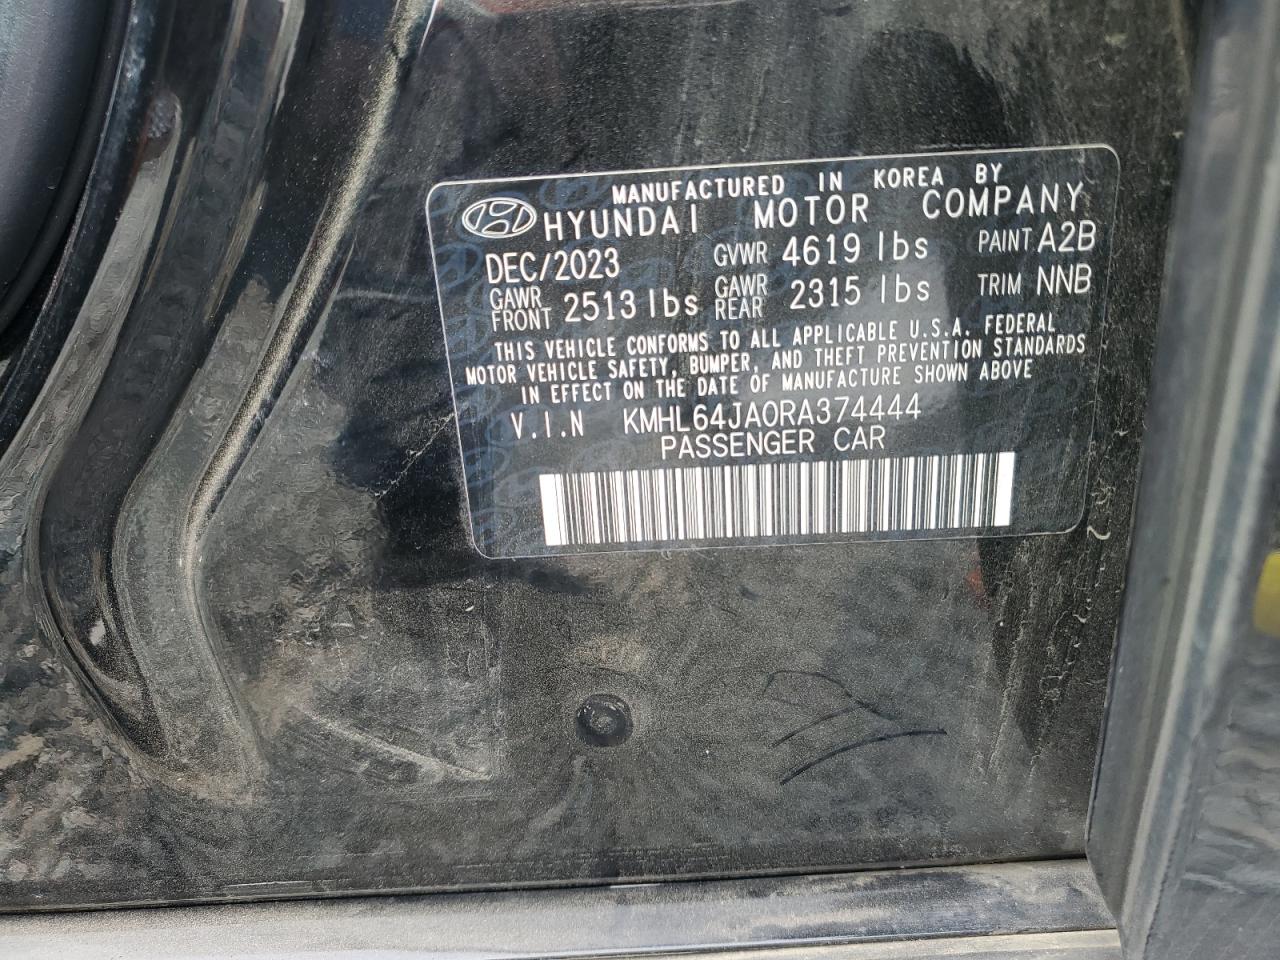 MANUFACTURED IN KOREA BY
HYUNDAI MOTOR COMPANY
DEC/2023 GVWR 4619 lbs PAINT A2B
GAWR FRONT 2513 lbs GAWR REAR 2315 lbs TRIM NNB
THIS VEHICLE CONFORMS TO ALL APPLICABLE U.S.A. FEDERAL
MOTOR VEHICLE SAFETY, BUMPER, AND THEFT PREVENTION STANDARDS
IN EFFECT ON THE DATE OF MANUFACTURE SHOWN ABOVE
V.I.N KMHL64JA0RA374444
PASSENGER CAR